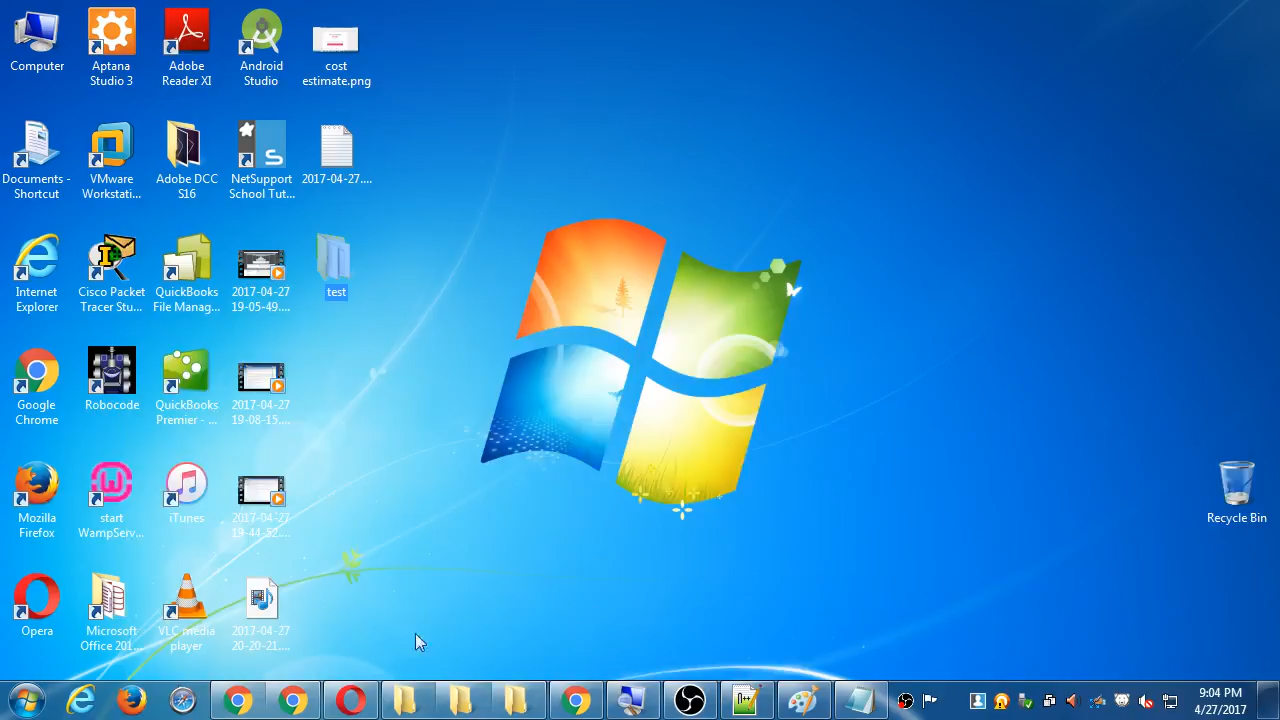 Computer
Aptana
Studio 3
Adobe
Reader XI
Android
Studio
cost
estimate.png
Documents -
Shortcut
VMware
Workstati...
Adobe DCC
S16
NetSupport
School Tut...
2017-04-27....
Internet
Explorer
Cisco Packet
Tracer Stu...
QuickBooks
File Manag...
2017-04-27
19-05-49....
test
Google
Chrome
Robocode
QuickBooks
Premier - ...
2017-04-27
19-08-15....
Mozilla
Firefox
start
WampServ...
iTunes
2017-04-27
19-44-52....
Recycle Bin
Opera
Microsoft
Office 201...
VLC media
player
2017-04-27
20-20-21....
9:04 PM
4/27/2017